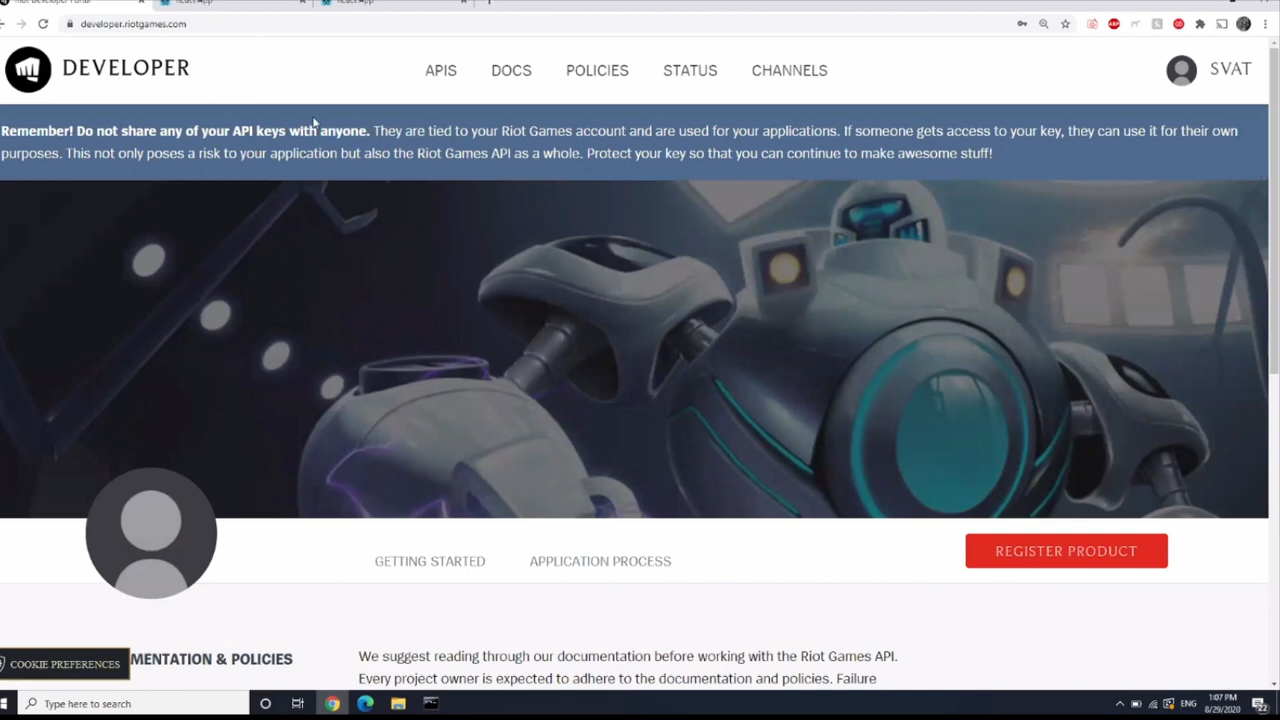 developer.riotgames.com
DEVELOPER
APIS
DOCS
POLICIES
STATUS
CHANNELS
SVAT
Remember! Do not share any of your API keys with anyone. They are tied to your Riot Games account and are used for your applications. If someone gets access to your key, they can use it for their own
purposes. This not only poses a risk to your application but also the Riot Games API as a whole. Protect your key so that you can continue to make awesome stuff!
GETTING STARTED
APPLICATION PROCESS
REGISTER PRODUCT
COOKIE PREFERENCES
MENTATION & POLICIES
We suggest reading through our documentation before working with the Riot Games API.
Every project owner is expected to adhere to the documentation and policies. Failure
Type here to search
ENG
1:07 PM
8/29/2020
22